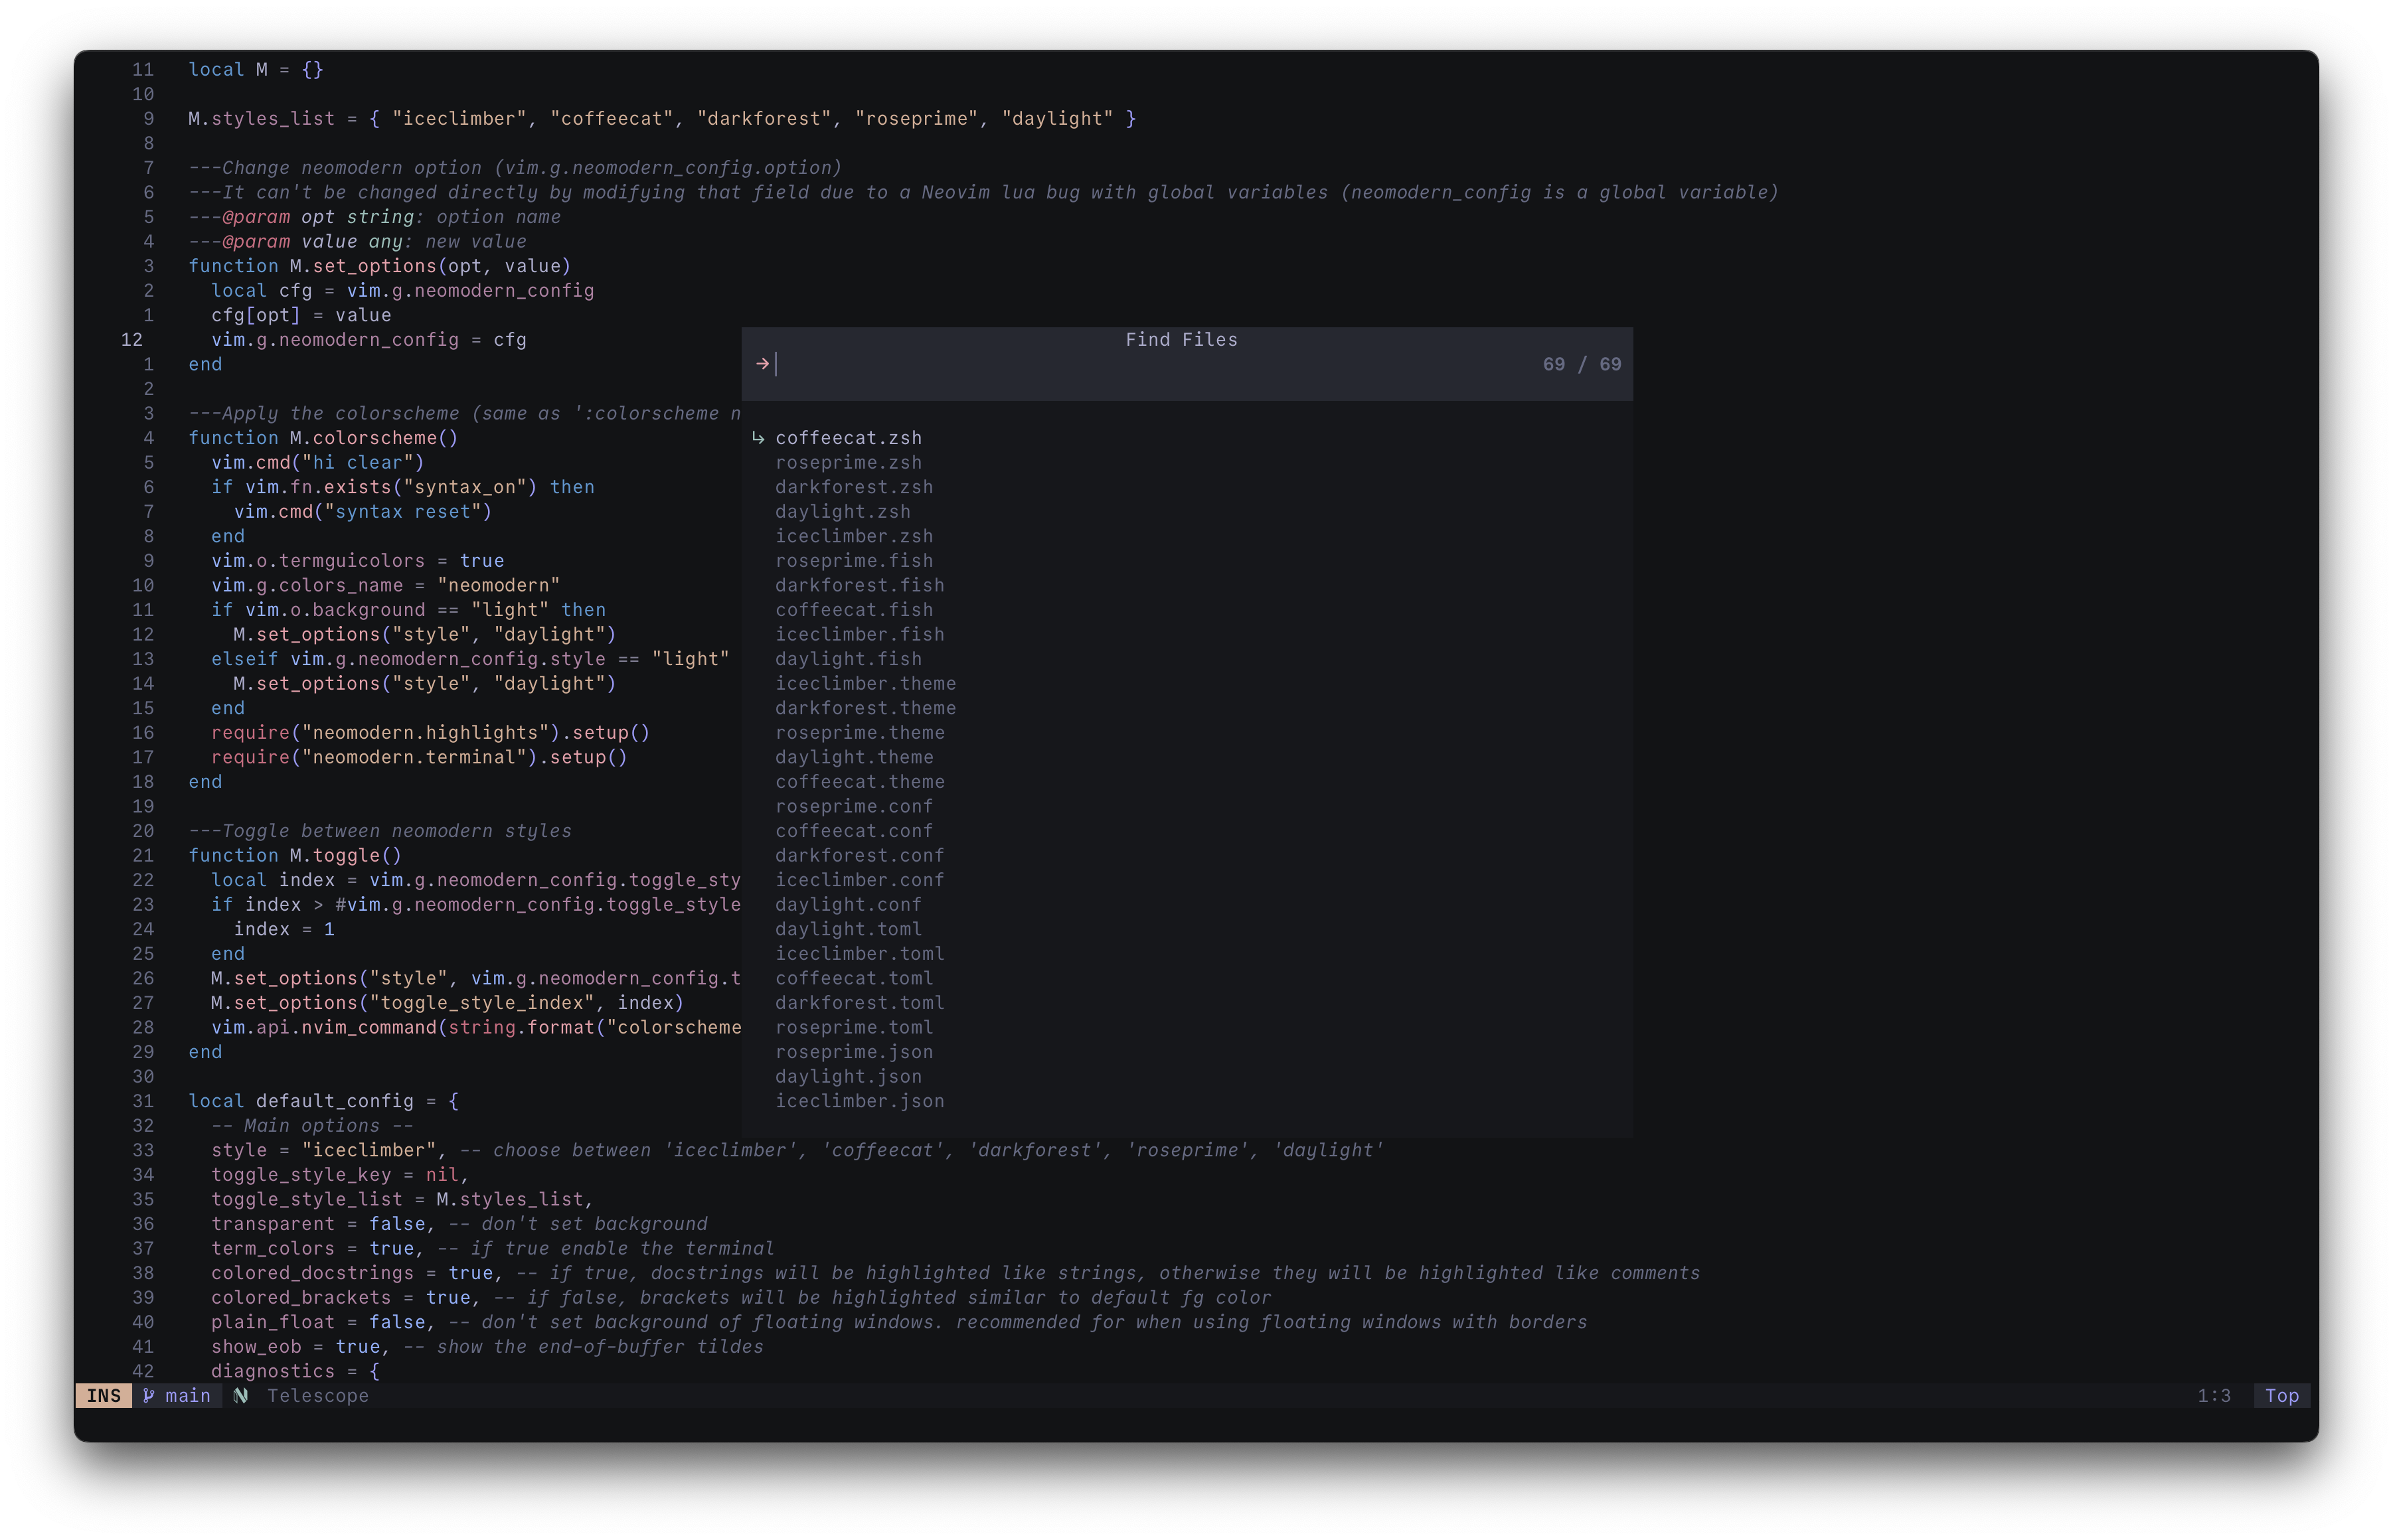 11 local M = {}
10
9 M.styles_list = { "iceclimber", "coffeecat", "darkforest", "roseprime", "daylight" }
8
7 ---Change neomodern option (vim.g.neomodern_config.option)
6 ---It can't be changed directly by modifying that field due to a Neovim lua bug with global variables (neomodern_config is a global variable)
5 ---@param opt string: option name
4 ---@param value any: new value
3 function M.set_options(opt, value)
2 local cfg = vim.g.neomodern_config
1 cfg[opt] = value
12 vim.g.neomodern_config = cfg
1 end
2
3 ---Apply the colorscheme (same as ':colorscheme n
4 function M.colorscheme()
5 vim.cmd("hi clear")
6 if vim.fn.exists("syntax_on") then
7 vim.cmd("syntax reset")
8 end
9 vim.o.termguicolors = true
10 vim.g.colors_name = "neomodern"
11 if vim.o.background == "light" then
12 M.set_options("style", "daylight")
13 elseif vim.g.neomodern_config.style == "light"
14 M.set_options("style", "daylight")
15 end
16 require("neomodern.highlights").setup()
17 require("neomodern.terminal").setup()
18 end
19
20 ---Toggle between neomodern styles
21 function M.toggle()
22 local index = vim.g.neomodern_config.toggle_sty
23 if index > #vim.g.neomodern_config.toggle_style
24 index = 1
25 end
26 M.set_options("style", vim.g.neomodern_config.t
27 M.set_options("toggle_style_index", index)
28 vim.api.nvim_command(string.format("colorscheme
29 end
30
31 local default_config = {
32 -- Main options --
33 style = "iceclimber", -- choose between 'iceclimber', 'coffeecat', 'darkforest', 'roseprime', 'daylight'
34 toggle_style_key = nil,
35 toggle_style_list = M.styles_list,
36 transparent = false, -- don't set background
37 term_colors = true, -- if true enable the terminal
38 colored_docstrings = true, -- if true, docstrings will be highlighted like strings, otherwise they will be highlighted like comments
39 colored_brackets = true, -- if false, brackets will be highlighted similar to default fg color
40 plain_float = false, -- don't set background of floating windows. recommended for when using floating windows with borders
41 show_eob = true, -- show the end-of-buffer tildes
42 diagnostics = {
Find Files
→ 69 / 69
↳ coffeecat.zsh
roseprime.zsh
darkforest.zsh
daylight.zsh
iceclimber.zsh
roseprime.fish
darkforest.fish
coffeecat.fish
iceclimber.fish
daylight.fish
iceclimber.theme
darkforest.theme
roseprime.theme
daylight.theme
coffeecat.theme
roseprime.conf
coffeecat.conf
darkforest.conf
iceclimber.conf
daylight.conf
daylight.toml
iceclimber.toml
coffeecat.toml
darkforest.toml
roseprime.toml
roseprime.json
daylight.json
iceclimber.json
INS main Telescope 1:3 Top